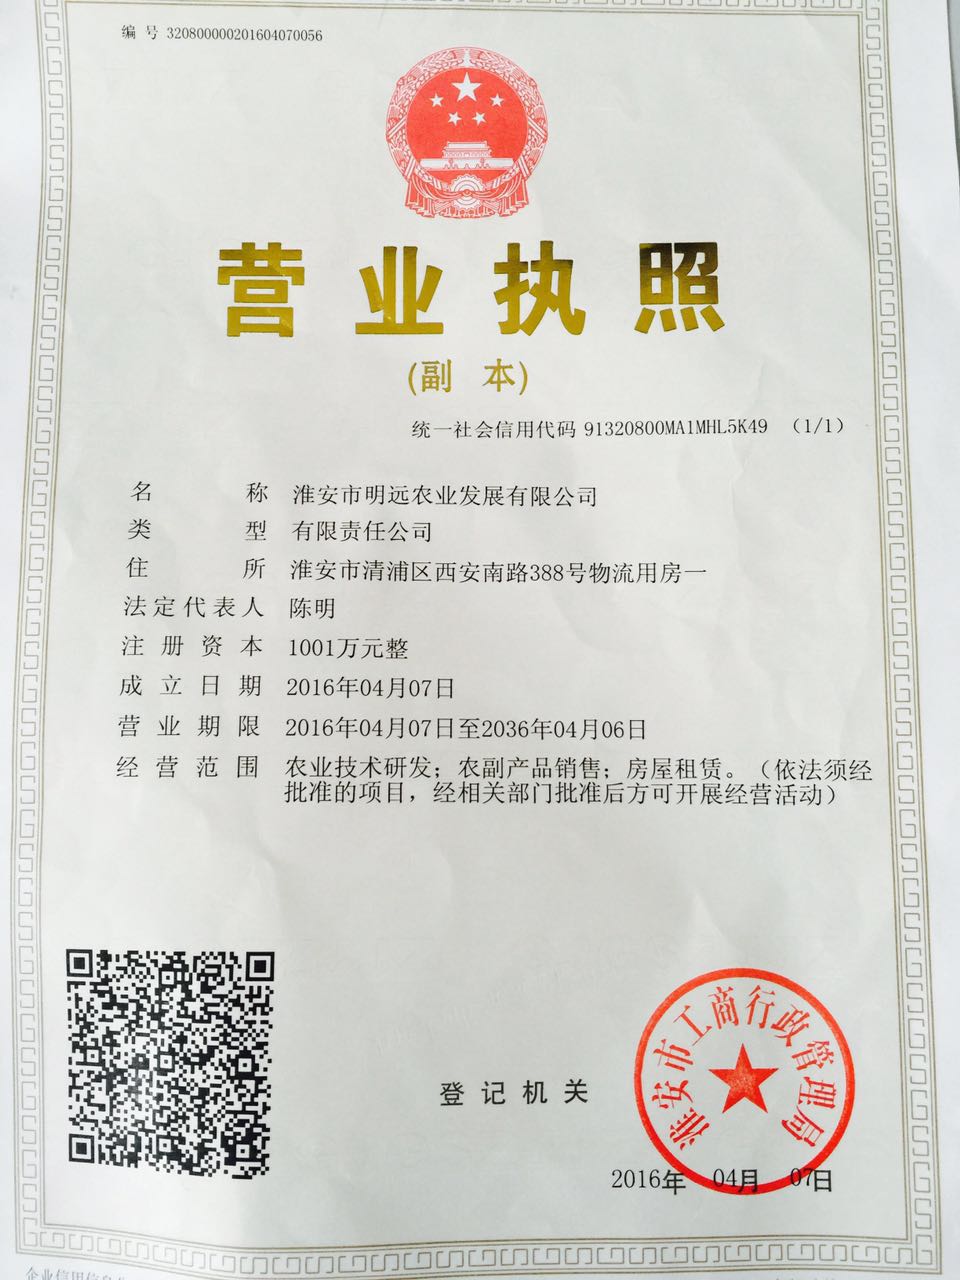 编 号 320800000201604070056
营业执照
(副 本)
统一社会信用代码 91320800MA1MHL5K49 （1/1）
名 称 淮安市明远农业发展有限公司
类 型 有限责任公司
住 所 淮安市清浦区西安南路388号物流用房一
法定代表人 陈明
注 册 资 本 1001万元整
成 立 日 期 2016年04月07日
营 业 期 限 2016年04月07日至2036年04月06日
经 营 范 围 农业技术研发；农副产品销售；房屋租赁。（依法须经
批准的项目，经相关部门批准后方可开展经营活动）
淮安市工商行政管理局
登 记 机 关
2016年 04月 07日
企业信用信息